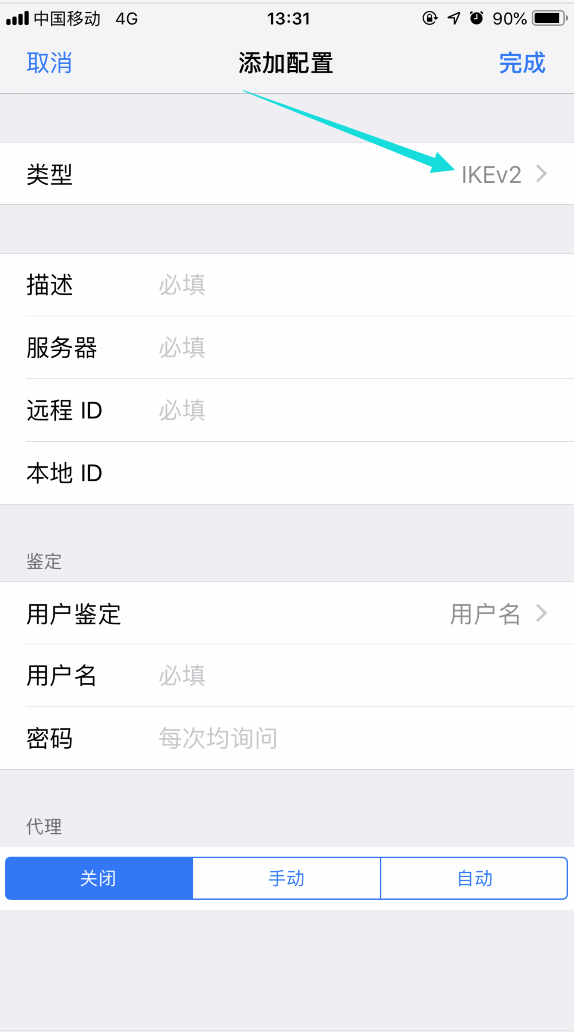 中国移动 4G 13:31 90%
取消 添加配置 完成
类型 IKEv2
描述 必填
服务器 必填
远程 ID 必填
本地 ID
鉴定
用户鉴定 用户名
用户名 必填
密码 每次均询问
代理
关闭 手动 自动